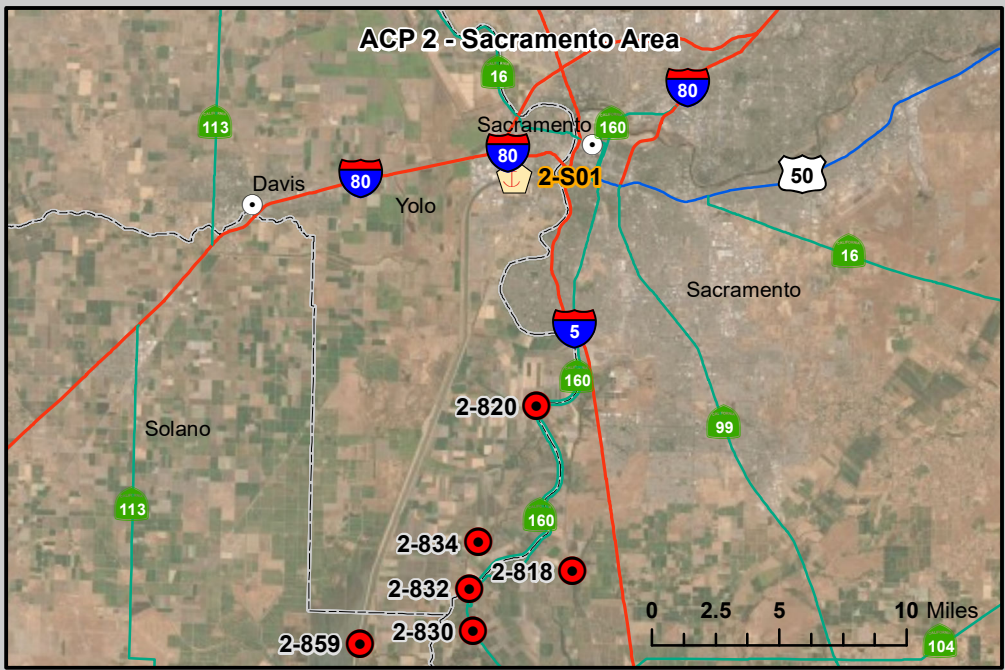 ACP 2 - Sacramento Area
16
80
113
Sacramento
160
80
80
2-S01
50
Davis
Yolo
16
Sacramento
5
160
2-820
99
Solano
113
160
2-834
2-818
2-832
0 2.5 5 10 Miles
2-830
2-859
104